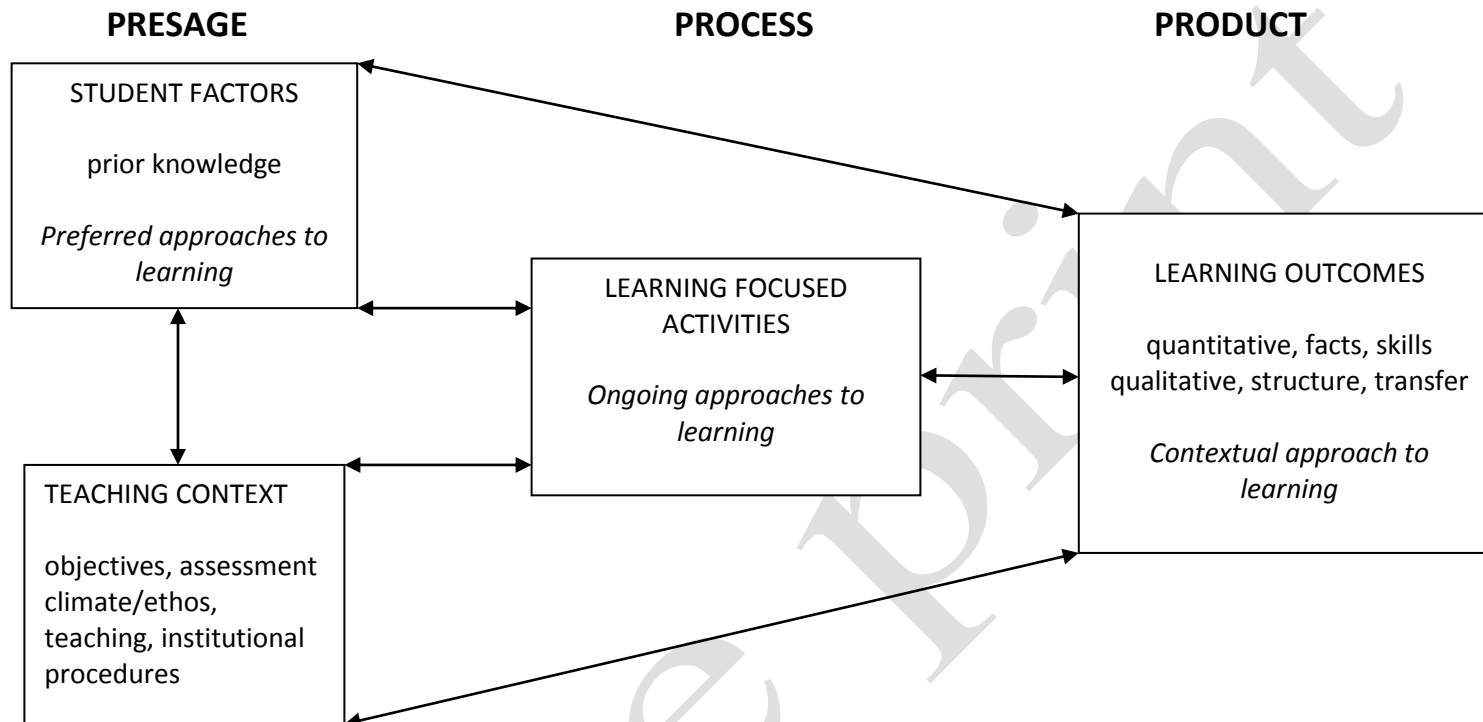 PRESAGE
PROCESS
PRODUCT
STUDENT FACTORS
prior knowledge
Preferred approaches to
learning
LEARNING FOCUSED
ACTIVITIES
Ongoing approaches to
learning
LEARNING OUTCOMES
quantitative, facts, skills
qualitative, structure, transfer
Contextual approach to
learning
TEACHING CONTEXT
objectives, assessment
climate/ethos,
teaching, institutional
procedures
e print